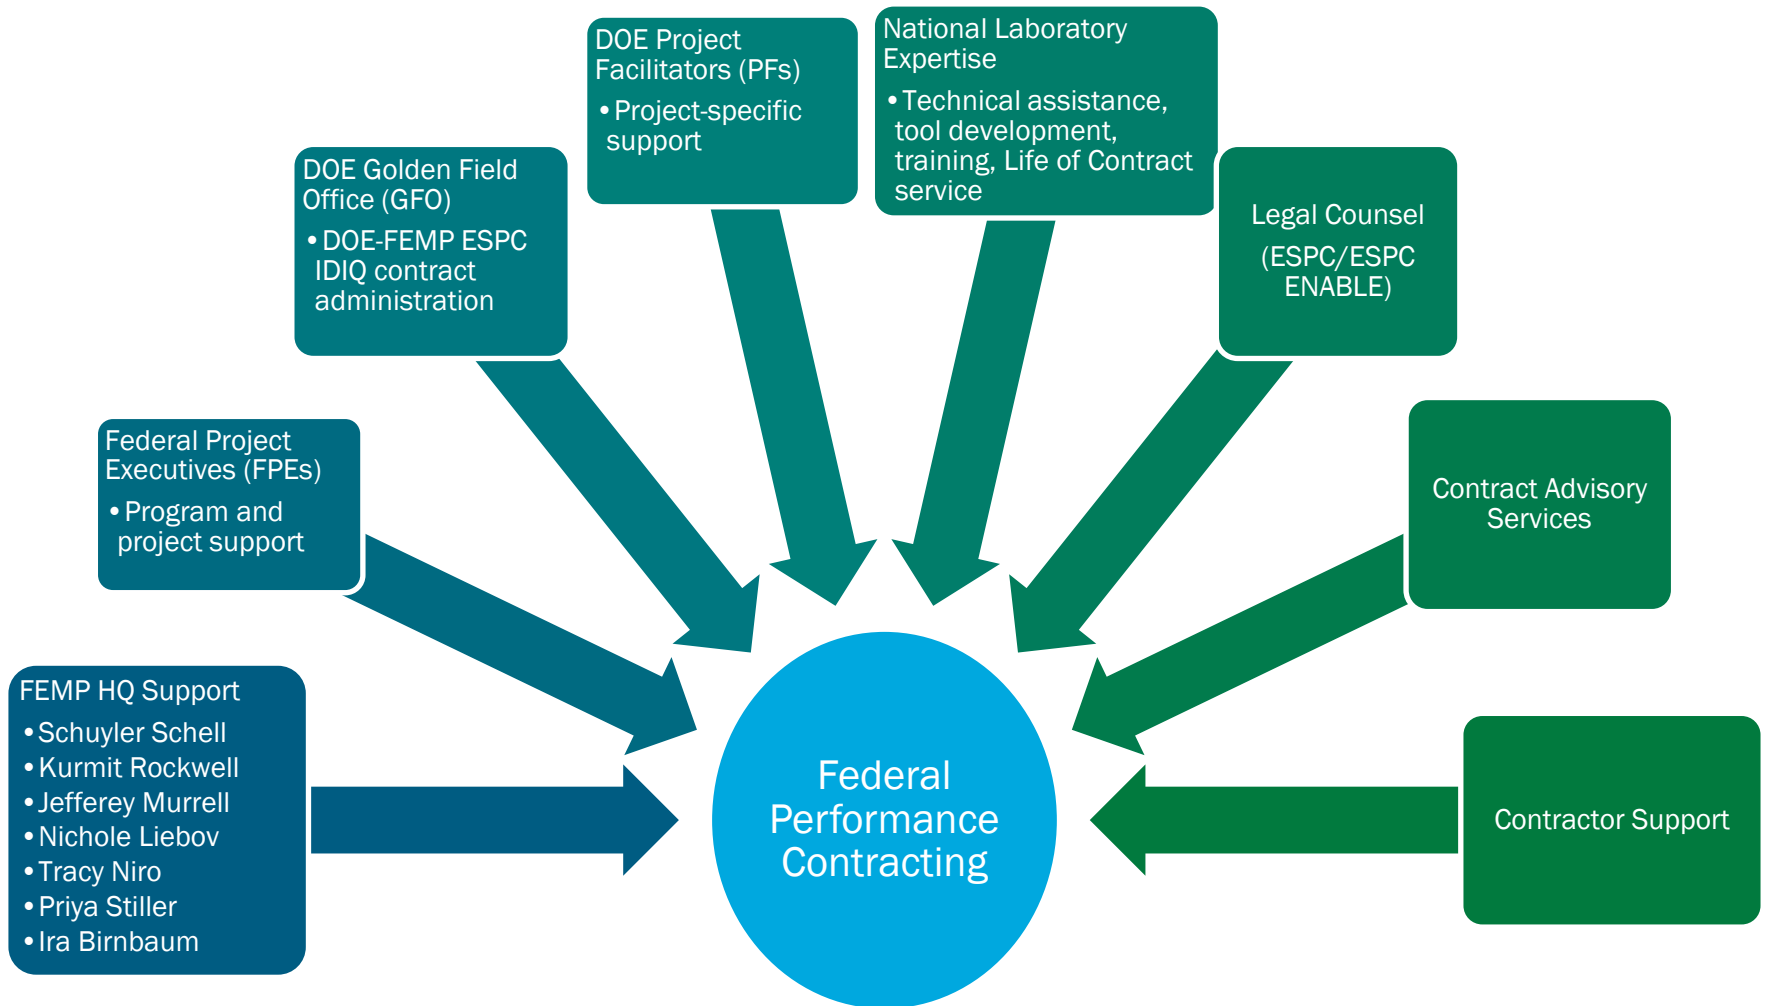 FEMP HQ Support
•Schuyler Schell
•Kurmit Rockwell
•Jefferey Murrell
•Nichole Liebov
•Tracy Niro
•Priya Stiller
•Ira Birnbaum
Federal Project
Executives (FPEs)
•Program and
project support
DOE Golden Field
Office (GFO)
•DOE-FEMP ESPC
IDIQ contract
administration
DOE Project
Facilitators (PFs)
•Project-specific
support
National Laboratory
Expertise
•Technical assistance,
tool development,
training, Life of Contract
service
Legal Counsel
(ESPC/ESPC
ENABLE)
Contract Advisory
Services
Contractor Support
Federal
Performance
Contracting